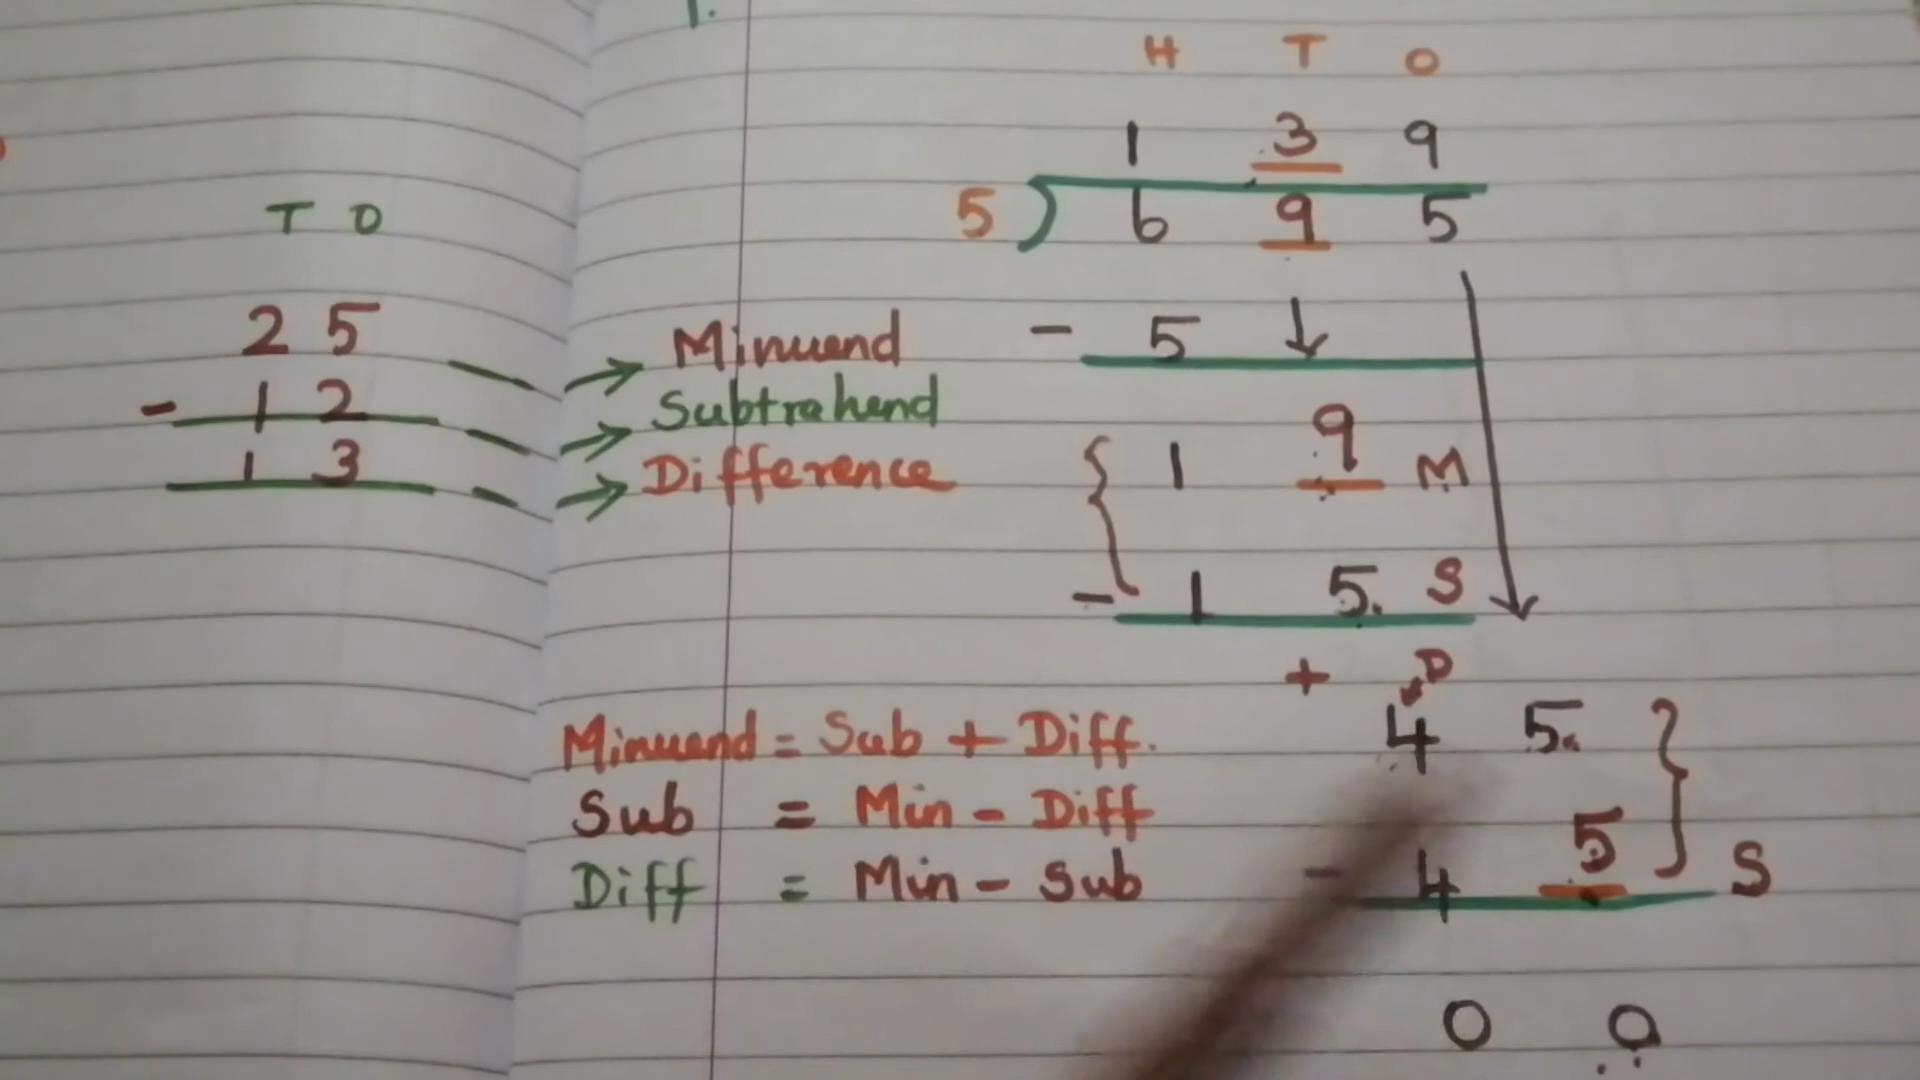 T O
2 5
- 1 2
1 3
Minuend
Subtrahend
Difference
H T O
1 3 9
5 ) 6 9 5
- 5 ↓
1 9 M
- 1 5. S
+ D
4 5.
- 4 5 S
0 0
Minuend = Sub + Diff.
Sub = Min - Diff
Diff = Min - Sub